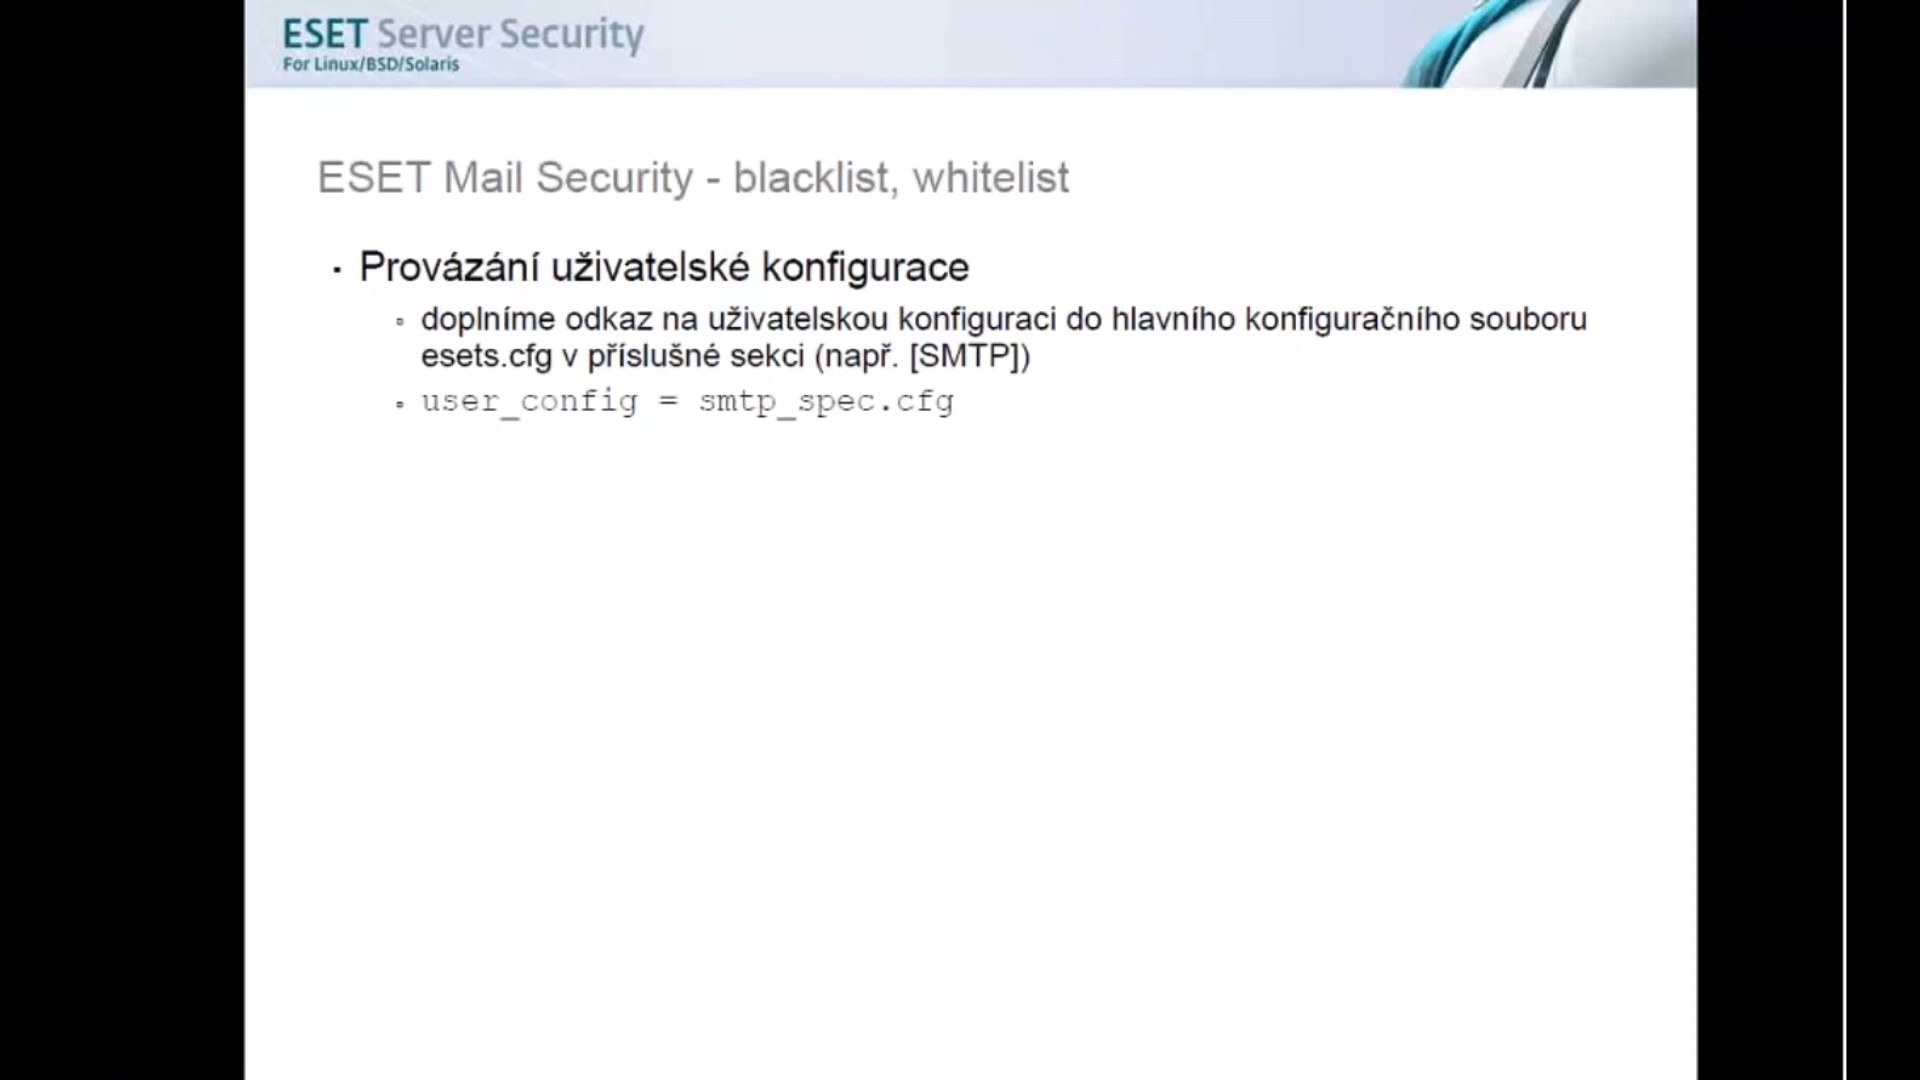 ESET Server Security
For Linux/BSD/Solaris
ESET Mail Security - blacklist, whitelist
Provázání uživatelské konfigurace
doplníme odkaz na uživatelskou konfiguraci do hlavního konfiguračního souboru
esets.cfg v příslušné sekci (např. [SMTP])
user_config = smtp_spec.cfg